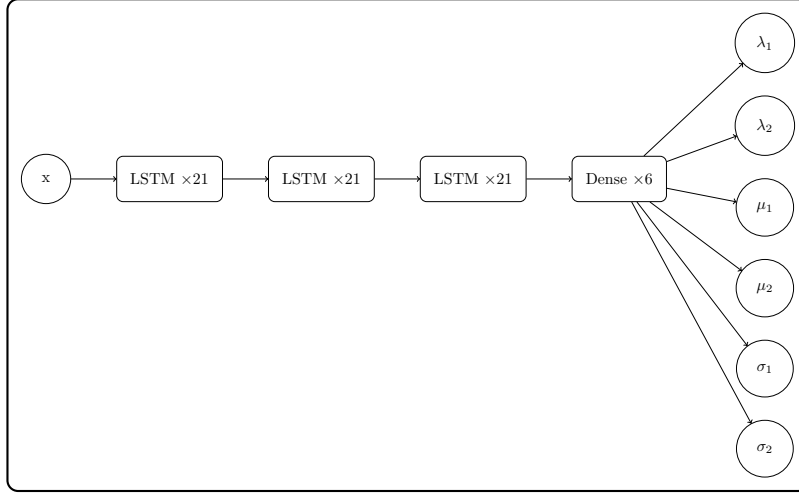 x
LSTM ×21
LSTM ×21
LSTM ×21
Dense ×6
λ₁
λ₂
μ₁
μ₂
σ₁
σ₂